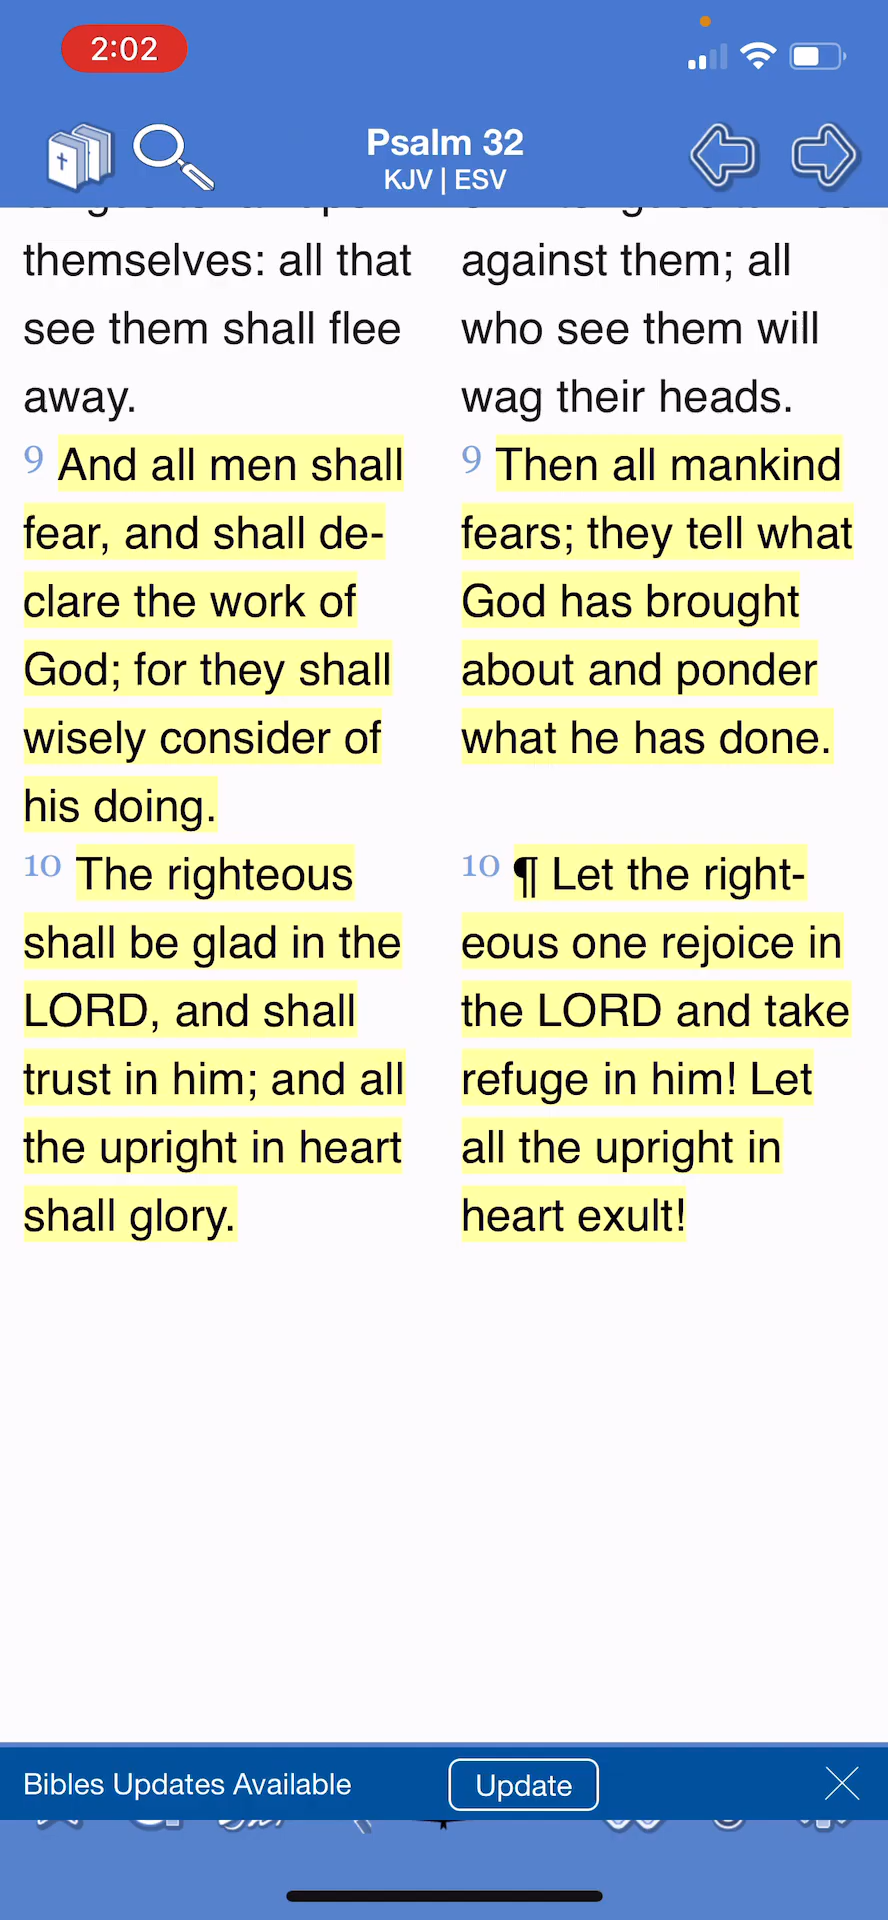 2:02
Psalm 32
KJV | ESV
themselves: all that
see them shall flee
away.
9 And all men shall
fear, and shall de-
clare the work of
God; for they shall
wisely consider of
his doing.
10 The righteous
shall be glad in the
LORD, and shall
trust in him; and all
the upright in heart
shall glory.
against them; all
who see them will
wag their heads.
9 Then all mankind
fears; they tell what
God has brought
about and ponder
what he has done.
10 ¶ Let the right-
eous one rejoice in
the LORD and take
refuge in him! Let
all the upright in
heart exult!
Bibles Updates Available
Update